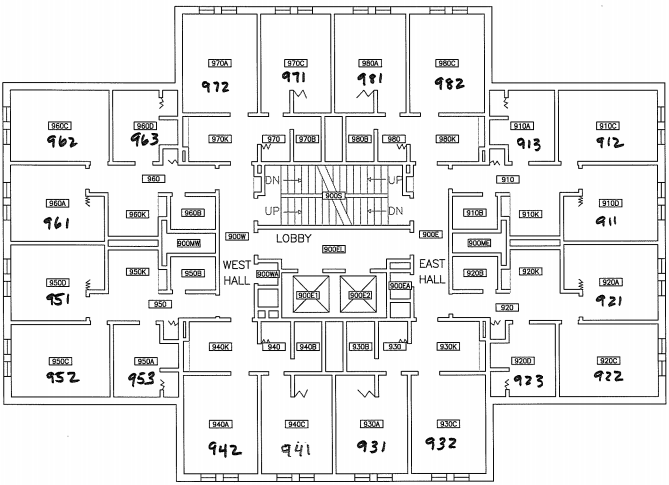 970A 970C 980A 980C
972 971 981 982
960C 960D 970K 970 970B 980B 980 980K 910A 910C
962 963 913 912
960 910
DN UP
900S
960A 960K 960B 910B 910K 910D
961 911
UP DN
900W LOBBY 900E
900MW 900EL 900ME
WEST HALL EAST HALL
950D 950K 950B 900WA 900EA 920B 920K 920A
951 900E1 900E2 921
950 920
950C 950A 940K 940 940B 930B 930 930K 920D 920C
952 953 923 922
940A 940C 930A 930C
942 941 931 932